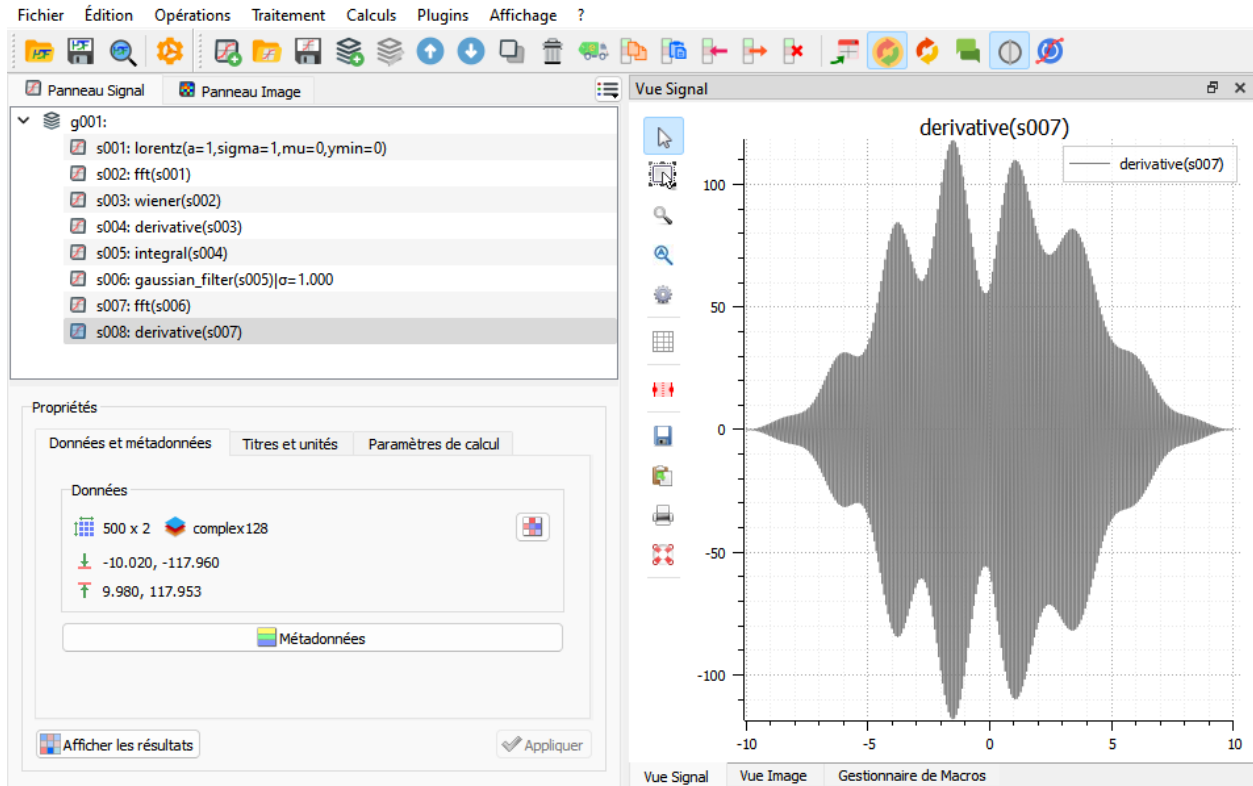 Fichier Édition Opérations Traitement Calculs Plugins Affichage ?
Panneau Signal Panneau Image
g001:
s001: lorentz(a=1,sigma=1,mu=0,ymin=0)
s002: fft(s001)
s003: wiener(s002)
s004: derivative(s003)
s005: integral(s004)
s006: gaussian_filter(s005)|σ=1.000
s007: fft(s006)
s008: derivative(s007)
Propriétés
Données et métadonnées Titres et unités Paramètres de calcul
Données
500 x 2 complex128
-10.020, -117.960
9.980, 117.953
Métadonnées
Afficher les résultats Appliquer
Vue Signal
derivative(s007)
derivative(s007)
100
50
0
-50
-100
-10 -5 0 5 10
Vue Signal Vue Image Gestionnaire de Macros